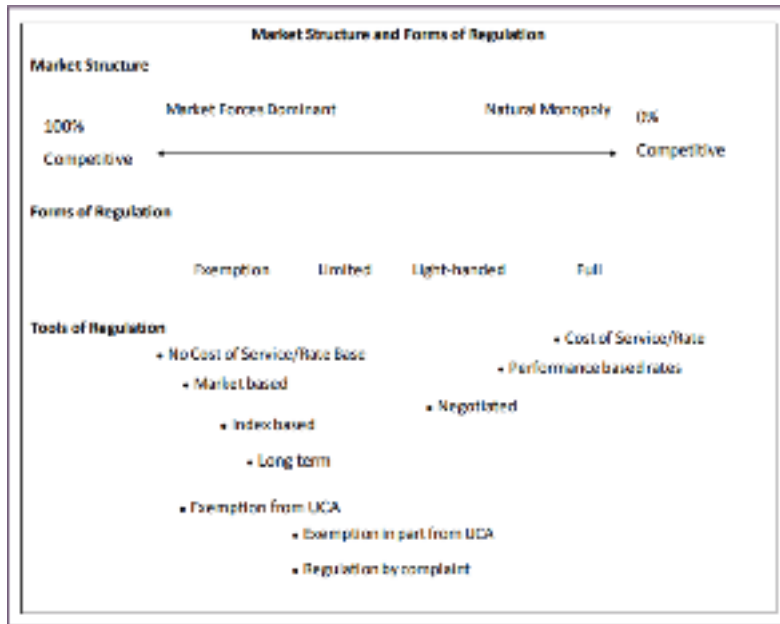 Market Structure and Forms of Regulation
Market Structure
Market Forces Dominant
Natural Monopoly
100%
Competitive
0%
Competitive
Forms of Regulation
Exemption
Limited
Light-handed
Full
Tools of Regulation
• Cost of Service/Rate
• No Cost of Service/Rate Base
• Performance based rates
• Market based
• Negotiated
• Index based
• Long term
• Exemption from UCA
• Exemption in part from UCA
• Regulation by complaint